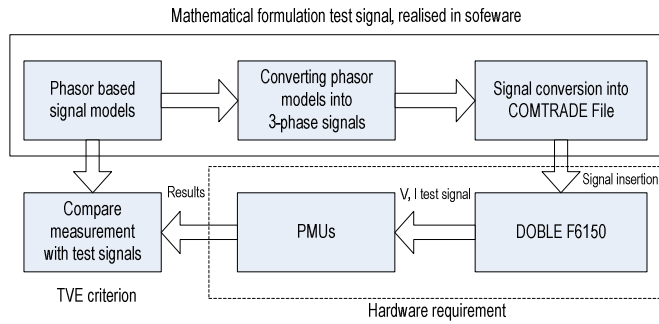 Mathematical formulation test signal, realised in sofeware
Phasor based
signal models
Converting phasor
models into
3-phase signals
Signal conversion into
COMTRADE File
Signal insertion
Results
V, I test signal
Compare
measurement
with test signals
PMUs
DOBLE F6150
TVE criterion
Hardware requirement